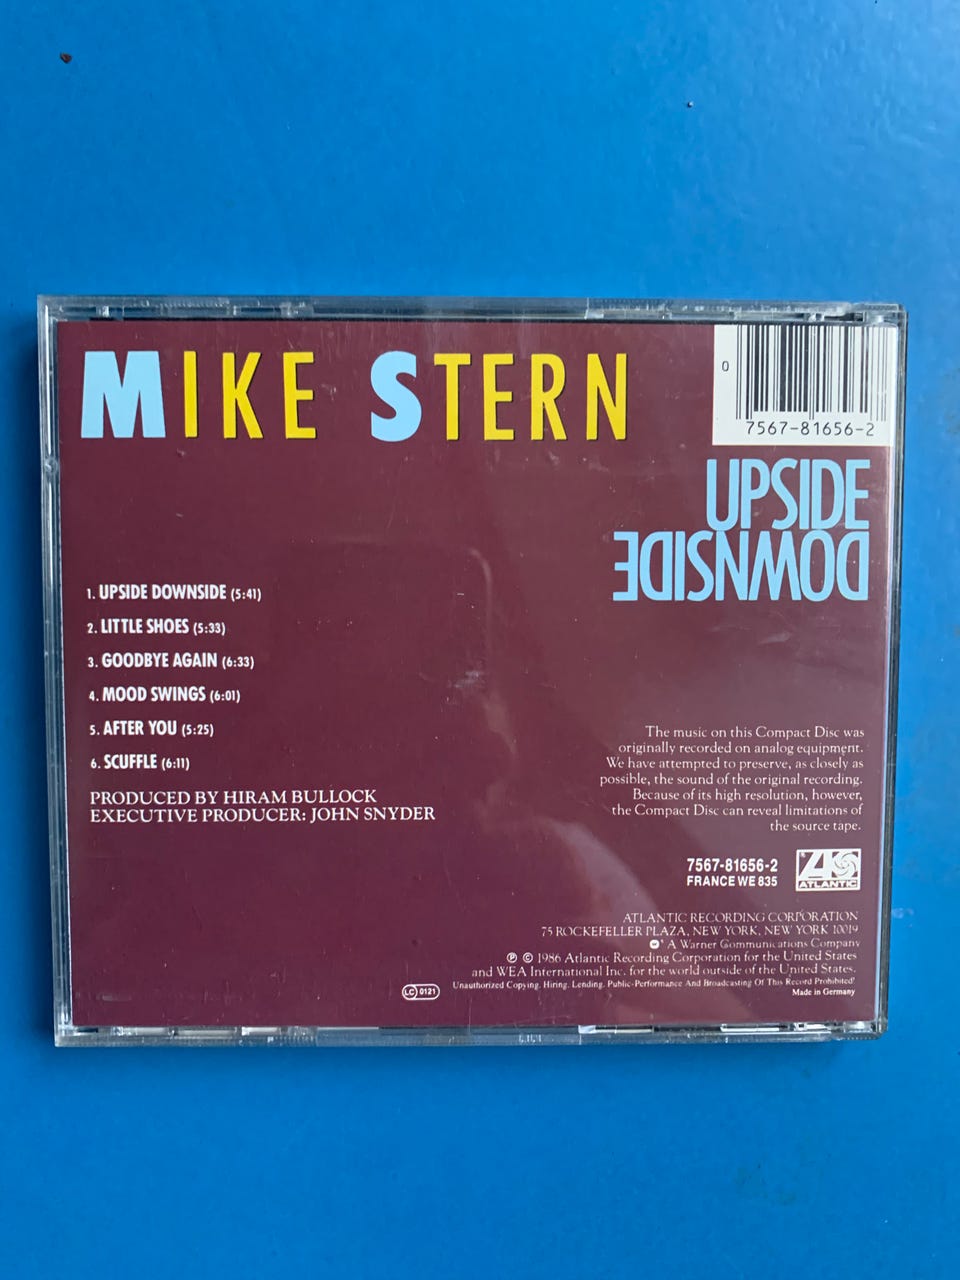 MIKE STERN
0
7567-81656-2
UPSIDE
DOWNSIDE
1. UPSIDE DOWNSIDE (5:41)
2. LITTLE SHOES (5:33)
3. GOODBYE AGAIN (6:33)
4. MOOD SWINGS (6:01)
5. AFTER YOU (5:25)
6. SCUFFLE (6:11)
PRODUCED BY HIRAM BULLOCK
EXECUTIVE PRODUCER: JOHN SNYDER
The music on this Compact Disc was
originally recorded on analog equipment.
We have attempted to preserve, as closely as
possible, the sound of the original recording.
Because of its high resolution, however,
the Compact Disc can reveal limitations of
the source tape.
7567-81656-2
FRANCE WE 835
ATLANTIC
ATLANTIC RECORDING CORPORATION
75 ROCKEFELLER PLAZA, NEW YORK, NEW YORK 10019
A Warner Communications Company
℗ © 1986 Atlantic Recording Corporation for the United States
and WEA International Inc. for the world outside of the United States.
Unauthorized Copying, Hiring, Lending, Public-Performance And Broadcasting Of This Record Prohibited!
LC 0121
Made in Germany